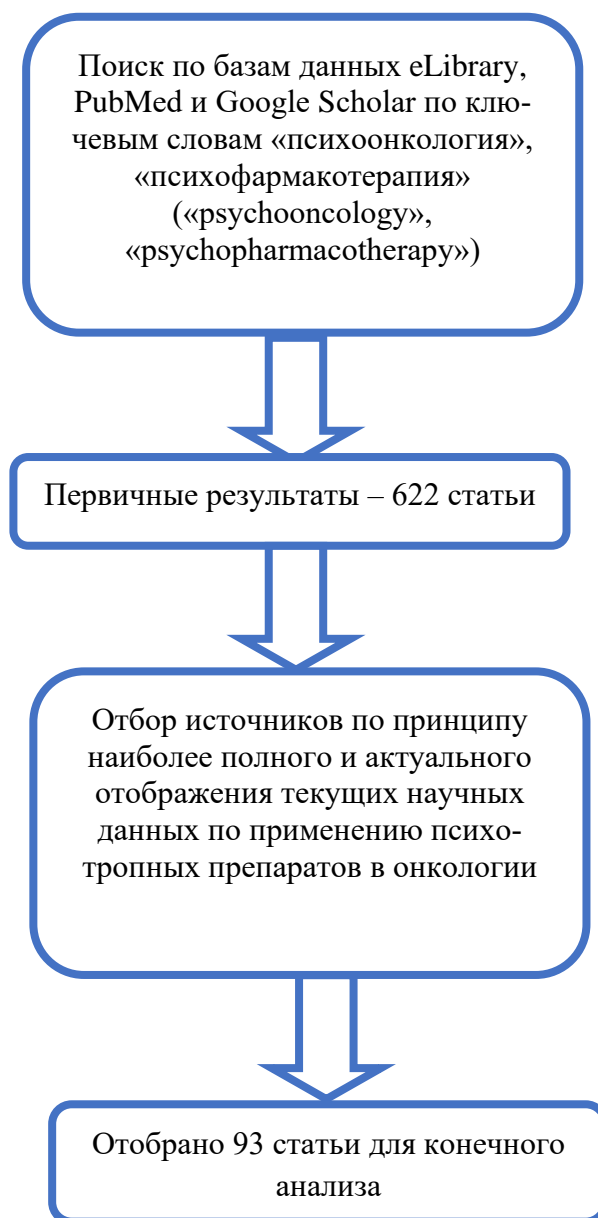 Поиск по базам данных eLibrary,
PubMed и Google Scholar по клю-
чевым словам «психоонкология»,
«психофармакотерапия»
(«psychooncology»,
«psychopharmacotherapy»)
Первичные результаты – 622 статьи
Отбор источников по принципу
наиболее полного и актуального
отображения текущих научных
данных по применению психо-
тропных препаратов в онкологии
Отобрано 93 статьи для конечного
анализа